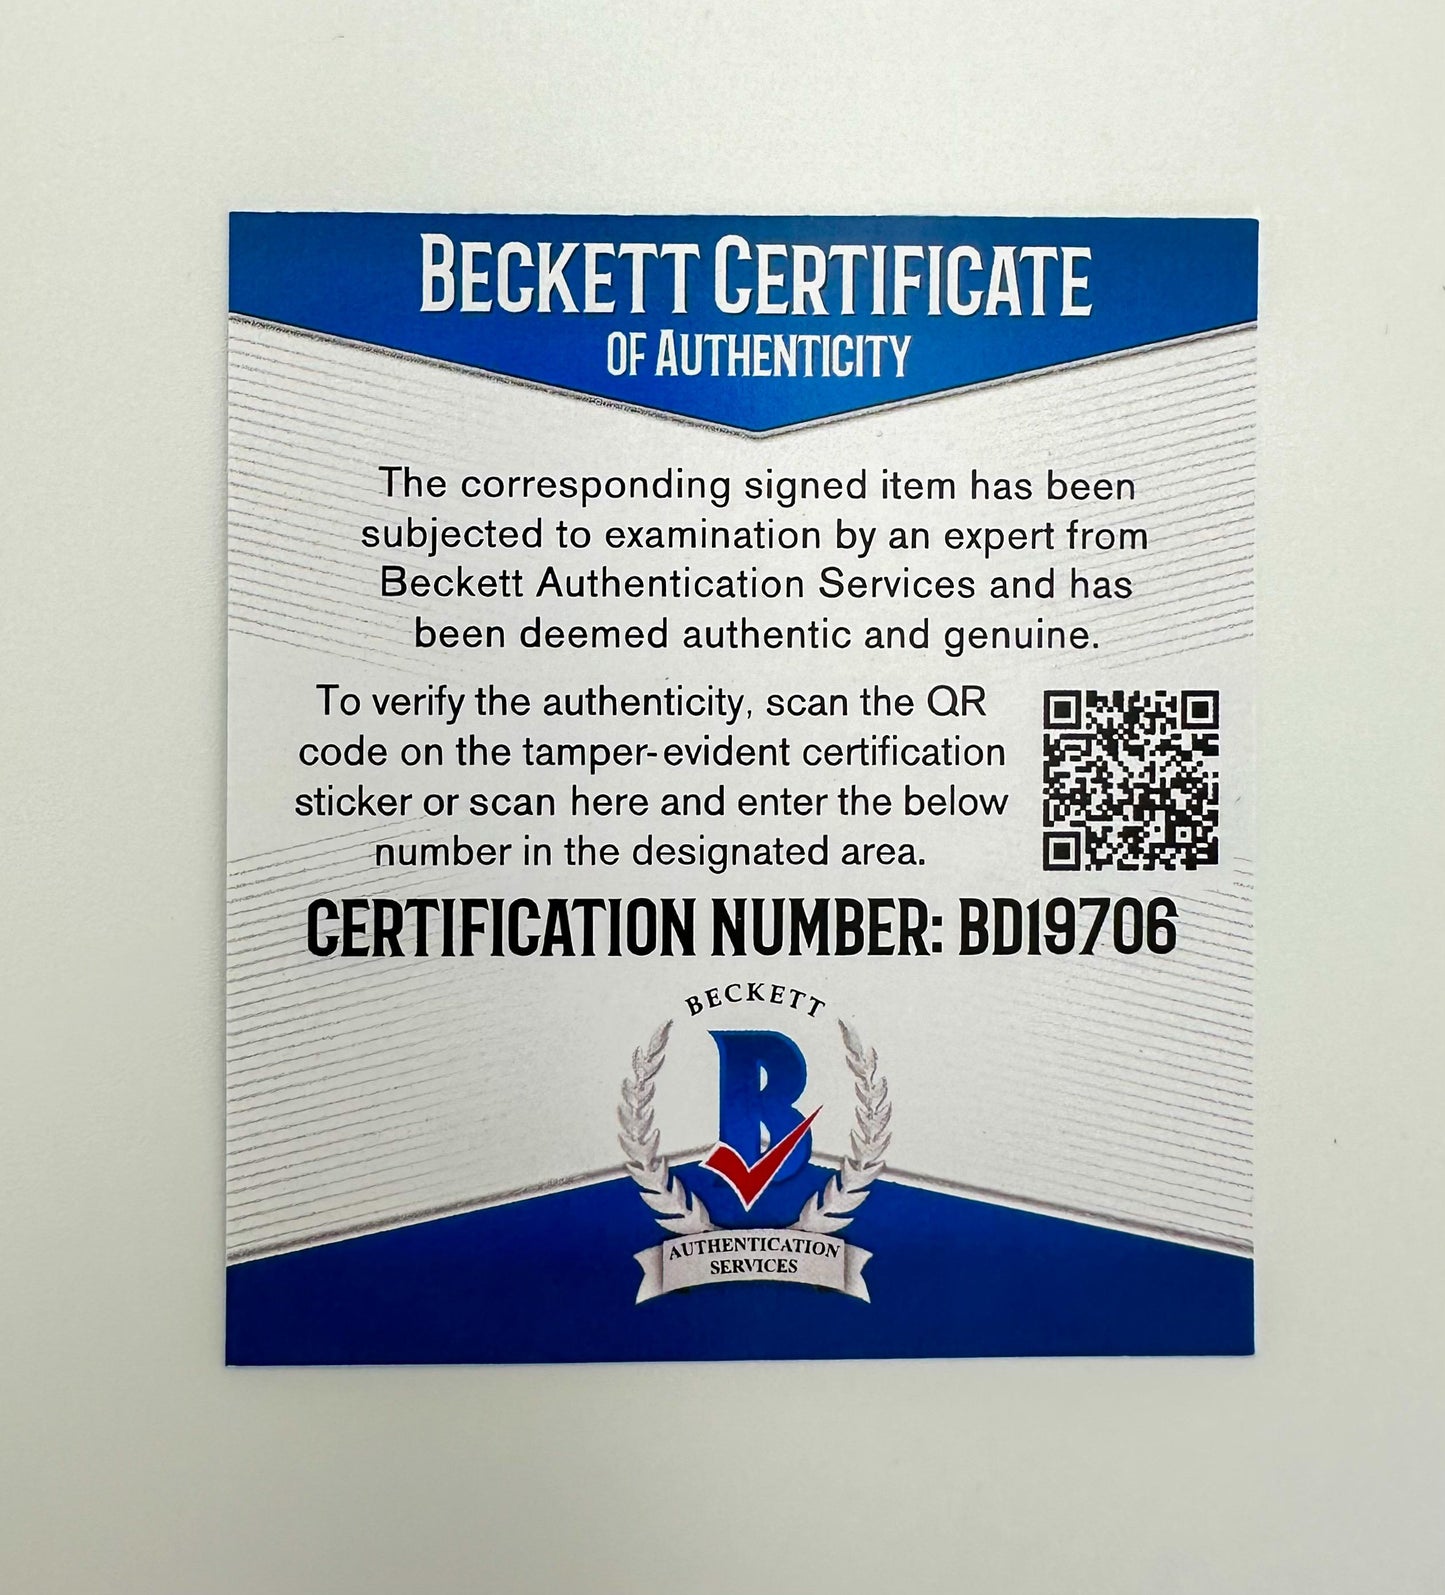 BECKETT CERTIFICATE
OF AUTHENTICITY
The corresponding signed item has been
subjected to examination by an expert from
Beckett Authentication Services and has
been deemed authentic and genuine.
To verify the authenticity, scan the QR
code on the tamper-evident certification
sticker or scan here and enter the below
number in the designated area.
CERTIFICATION NUMBER: BD19706
BECKETT
B
AUTHENTICATION
SERVICES